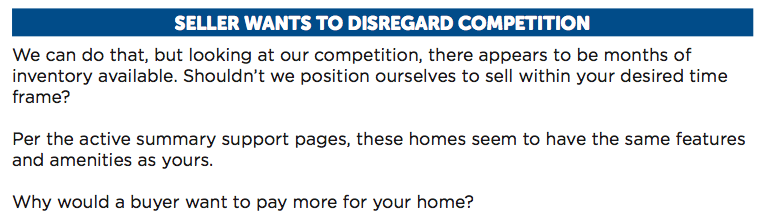 SELLER WANTS TO DISREGARD COMPETITION
We can do that, but looking at our competition, there appears to be months of
inventory available. Shouldn’t we position ourselves to sell within your desired time
frame?
Per the active summary support pages, these homes seem to have the same features
and amenities as yours.
Why would a buyer want to pay more for your home?